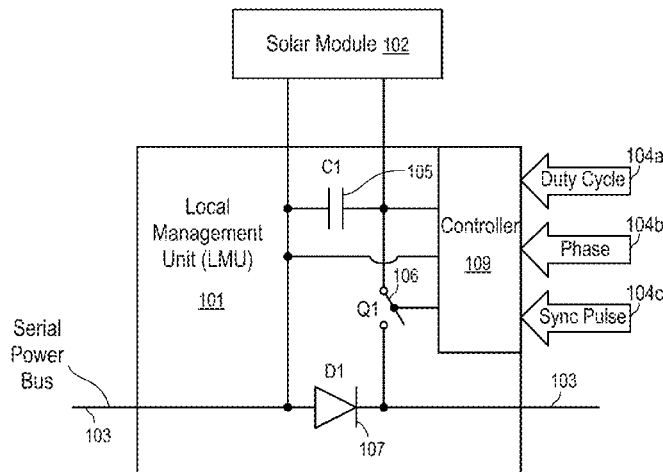 Solar Module 102
C1
105
Local
Management
Unit (LMU)
101
Controller
109
Duty Cycle
104a
Phase
104b
Sync Pulse
104c
106
Q1
Serial
Power
Bus
D1
103
107
103